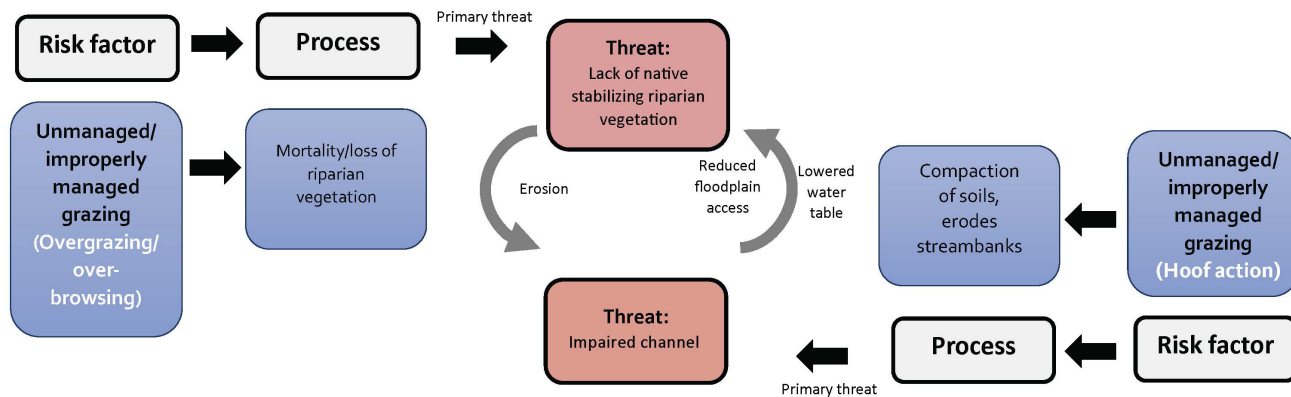 Risk factor
Process
Primary threat
Threat:
Lack of native
stabilizing riparian
vegetation
Unmanaged/
improperly
managed
grazing
(Overgrazing/
over-
browsing)
Mortality/loss of
riparian
vegetation
Erosion
Reduced
floodplain
access
Lowered
water
table
Compaction
of soils,
erodes
streambanks
Unmanaged/
improperly
managed
grazing
(Hoof action)
Threat:
Impaired channel
Primary threat
Process
Risk factor